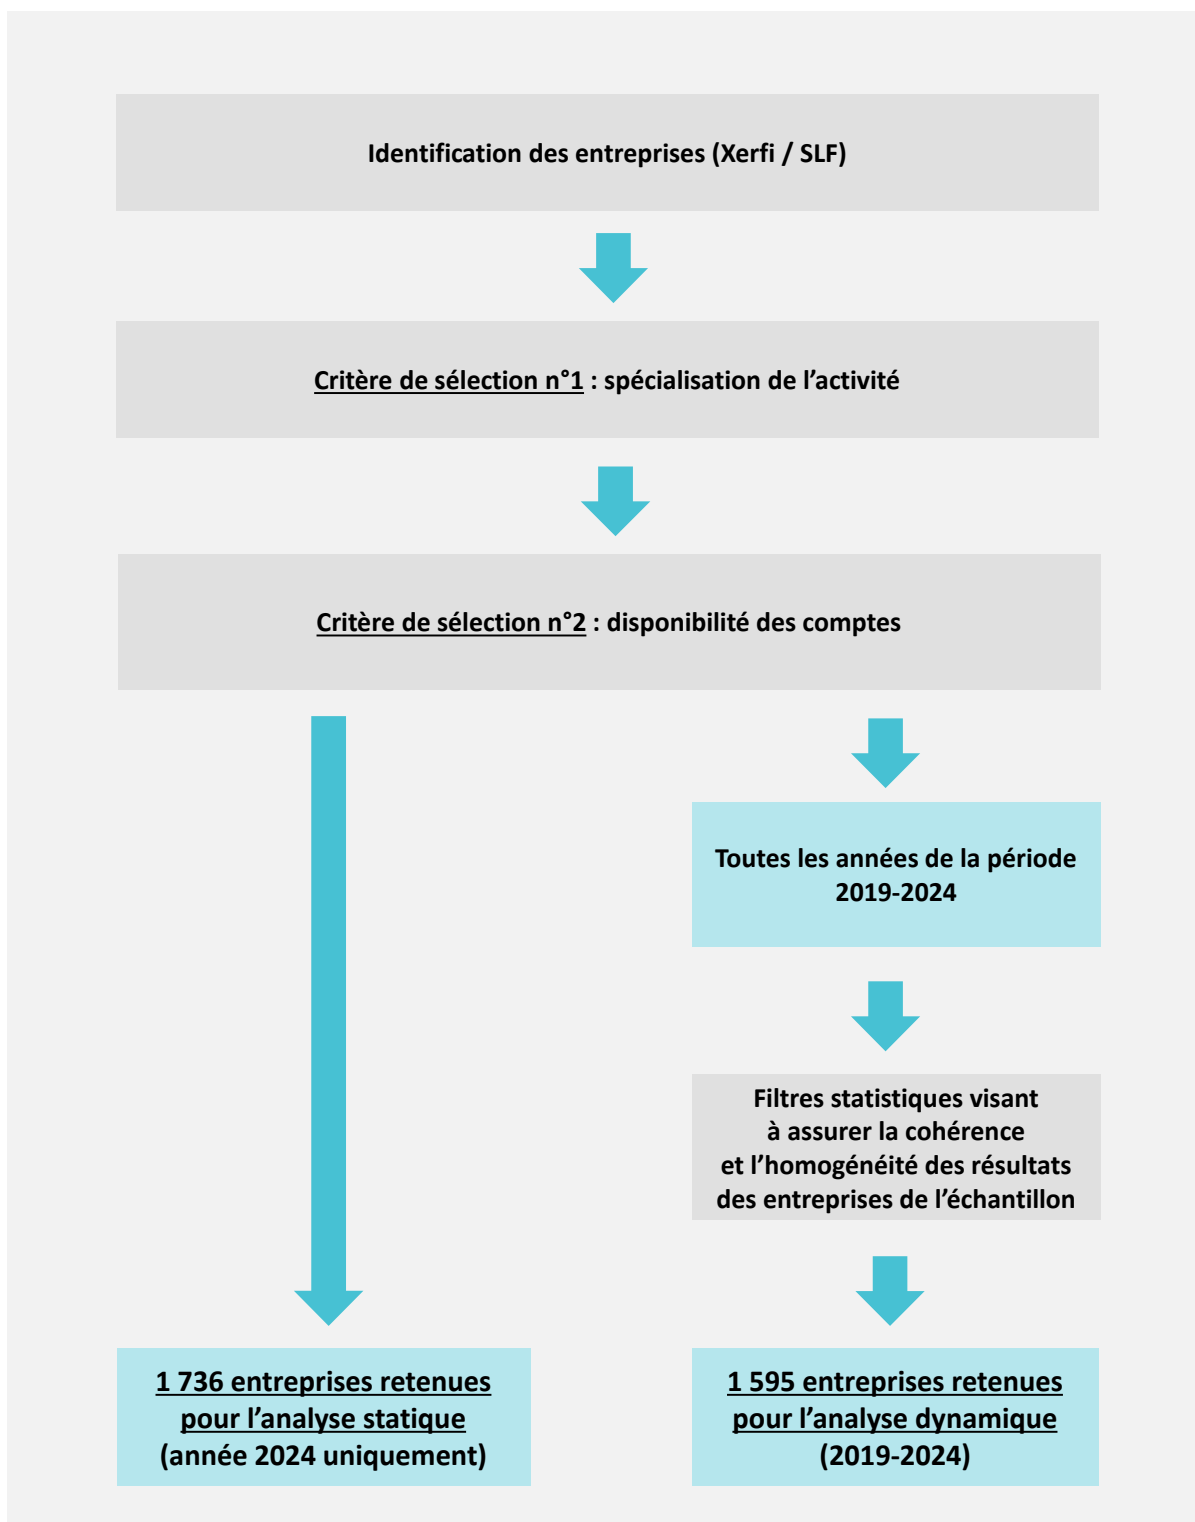 Identification des entreprises (Xerfi / SLF)
Critère de sélection n°1 : spécialisation de l’activité
Critère de sélection n°2 : disponibilité des comptes
Toutes les années de la période
2019-2024
Filtres statistiques visant
à assurer la cohérence
et l’homogénéité des résultats
des entreprises de l’échantillon
1 736 entreprises retenues
pour l’analyse statique
(année 2024 uniquement)
1 595 entreprises retenues
pour l’analyse dynamique
(2019-2024)